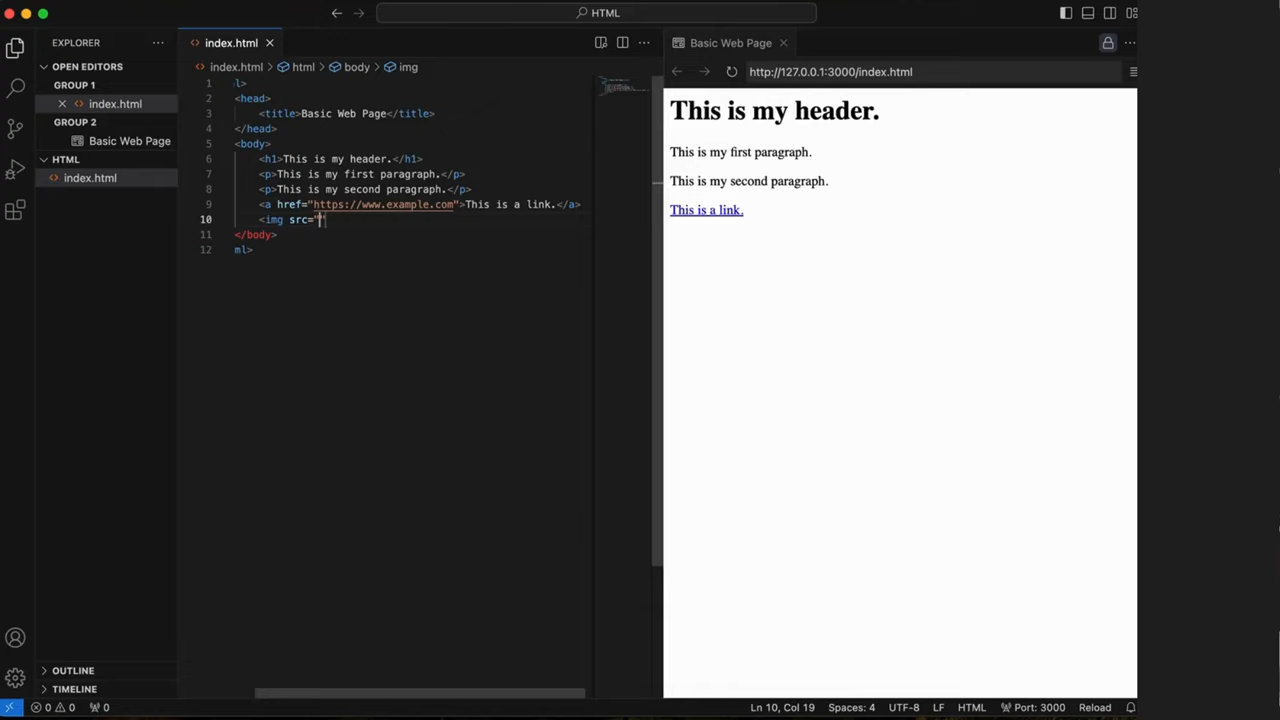 HTML
EXPLORER
OPEN EDITORS
GROUP 1
index.html
GROUP 2
Basic Web Page
HTML
index.html
OUTLINE
TIMELINE
index.html
index.html > html > body > img
1 l>
2 <head>
3 <title>Basic Web Page</title>
4 </head>
5 <body>
6 <h1>This is my header.</h1>
7 <p>This is my first paragraph.</p>
8 <p>This is my second paragraph.</p>
9 <a href="https://www.example.com">This is a link.</a>
10 <img src=""
11 </body>
12 ml>
Basic Web Page
http://127.0.0.1:3000/index.html
This is my header.
This is my first paragraph.
This is my second paragraph.
This is a link.
0 0 0 Ln 10, Col 19 Spaces: 4 UTF-8 LF HTML Port: 3000 Reload